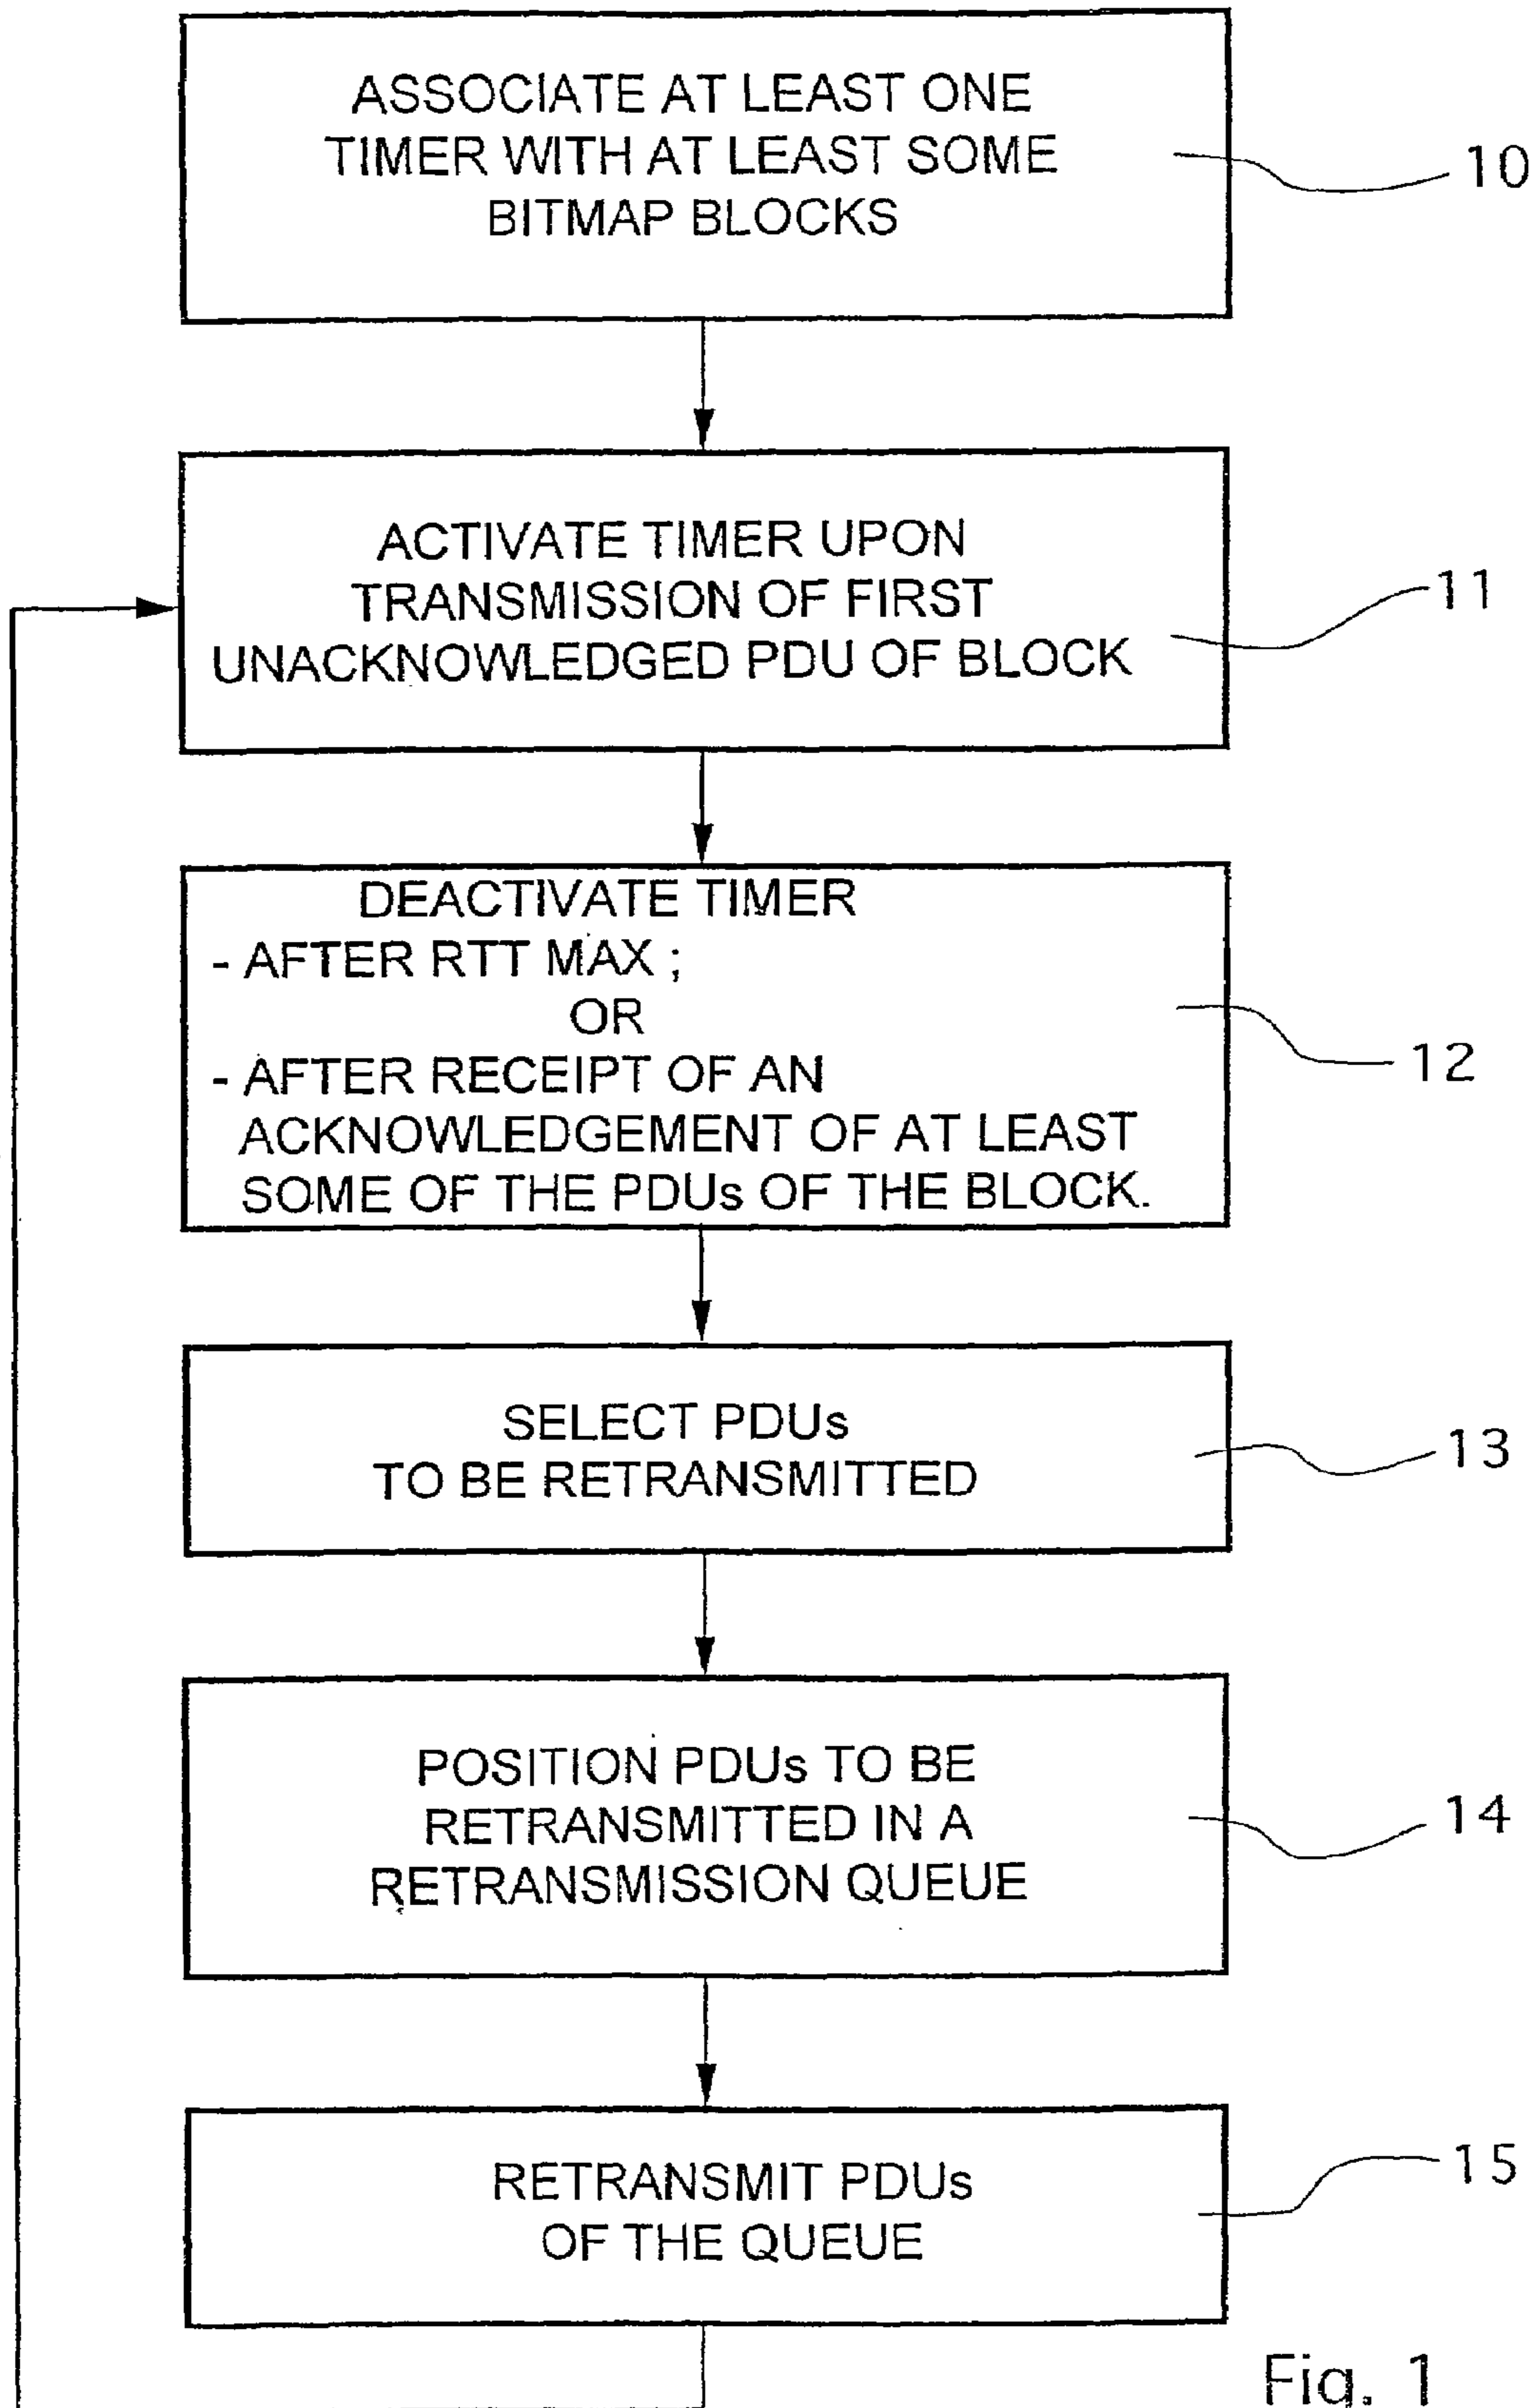 ASSOCIATE AT LEAST ONE
TIMER WITH AT LEAST SOME
BITMAP BLOCKS
10
ACTIVATE TIMER UPON
TRANSMISSION OF FIRST
UNACKNOWLEDGED PDU OF BLOCK
11
DEACTIVATE TIMER
- AFTER RTT MAX ;
OR
- AFTER RECEIPT OF AN
ACKNOWLEDGEMENT OF AT LEAST
SOME OF THE PDUs OF THE BLOCK.
12
SELECT PDUs
TO BE RETRANSMITTED
13
POSITION PDUs TO BE
RETRANSMITTED IN A
RETRANSMISSION QUEUE
14
RETRANSMIT PDUs
OF THE QUEUE
15
Fig. 1